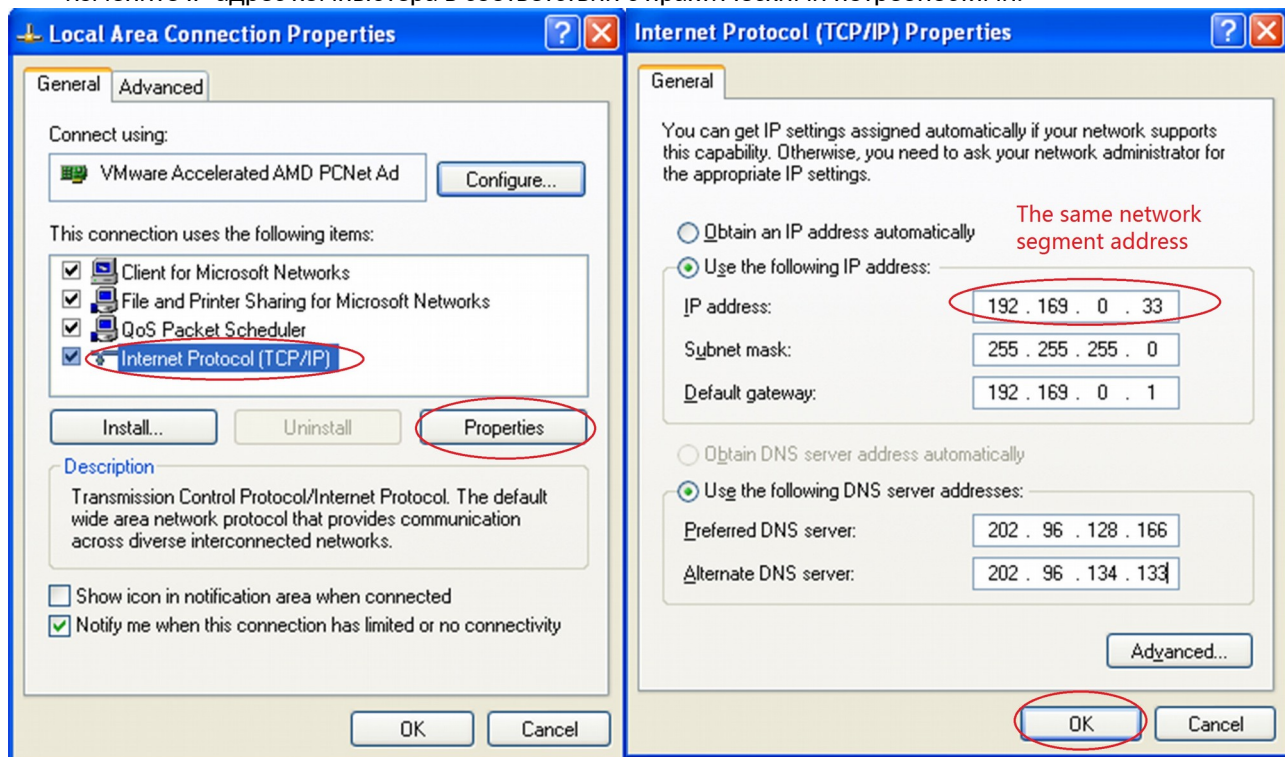 измените IP-адрес компьютера в соответствии с практическими потребностями.
Local Area Connection Properties
General
Advanced
Connect using:
VMware Accelerated AMD PCNet Ad
Configure...
This connection uses the following items:
Client for Microsoft Networks
File and Printer Sharing for Microsoft Networks
QoS Packet Scheduler
Internet Protocol (TCP/IP)
Install...
Uninstall
Properties
Description
Transmission Control Protocol/Internet Protocol. The default
wide area network protocol that provides communication
across diverse interconnected networks.
Show icon in notification area when connected
Notify me when this connection has limited or no connectivity
OK
Cancel
Internet Protocol (TCP/IP) Properties
General
You can get IP settings assigned automatically if your network supports
this capability. Otherwise, you need to ask your network administrator for
the appropriate IP settings.
The same network
segment address
Obtain an IP address automatically
Use the following IP address:
IP address: 192 . 169 . 0 . 33
Subnet mask: 255 . 255 . 255 . 0
Default gateway: 192 . 169 . 0 . 1
Obtain DNS server address automatically
Use the following DNS server addresses:
Preferred DNS server: 202 . 96 . 128 . 166
Alternate DNS server: 202 . 96 . 134 . 133
Advanced...
OK
Cancel